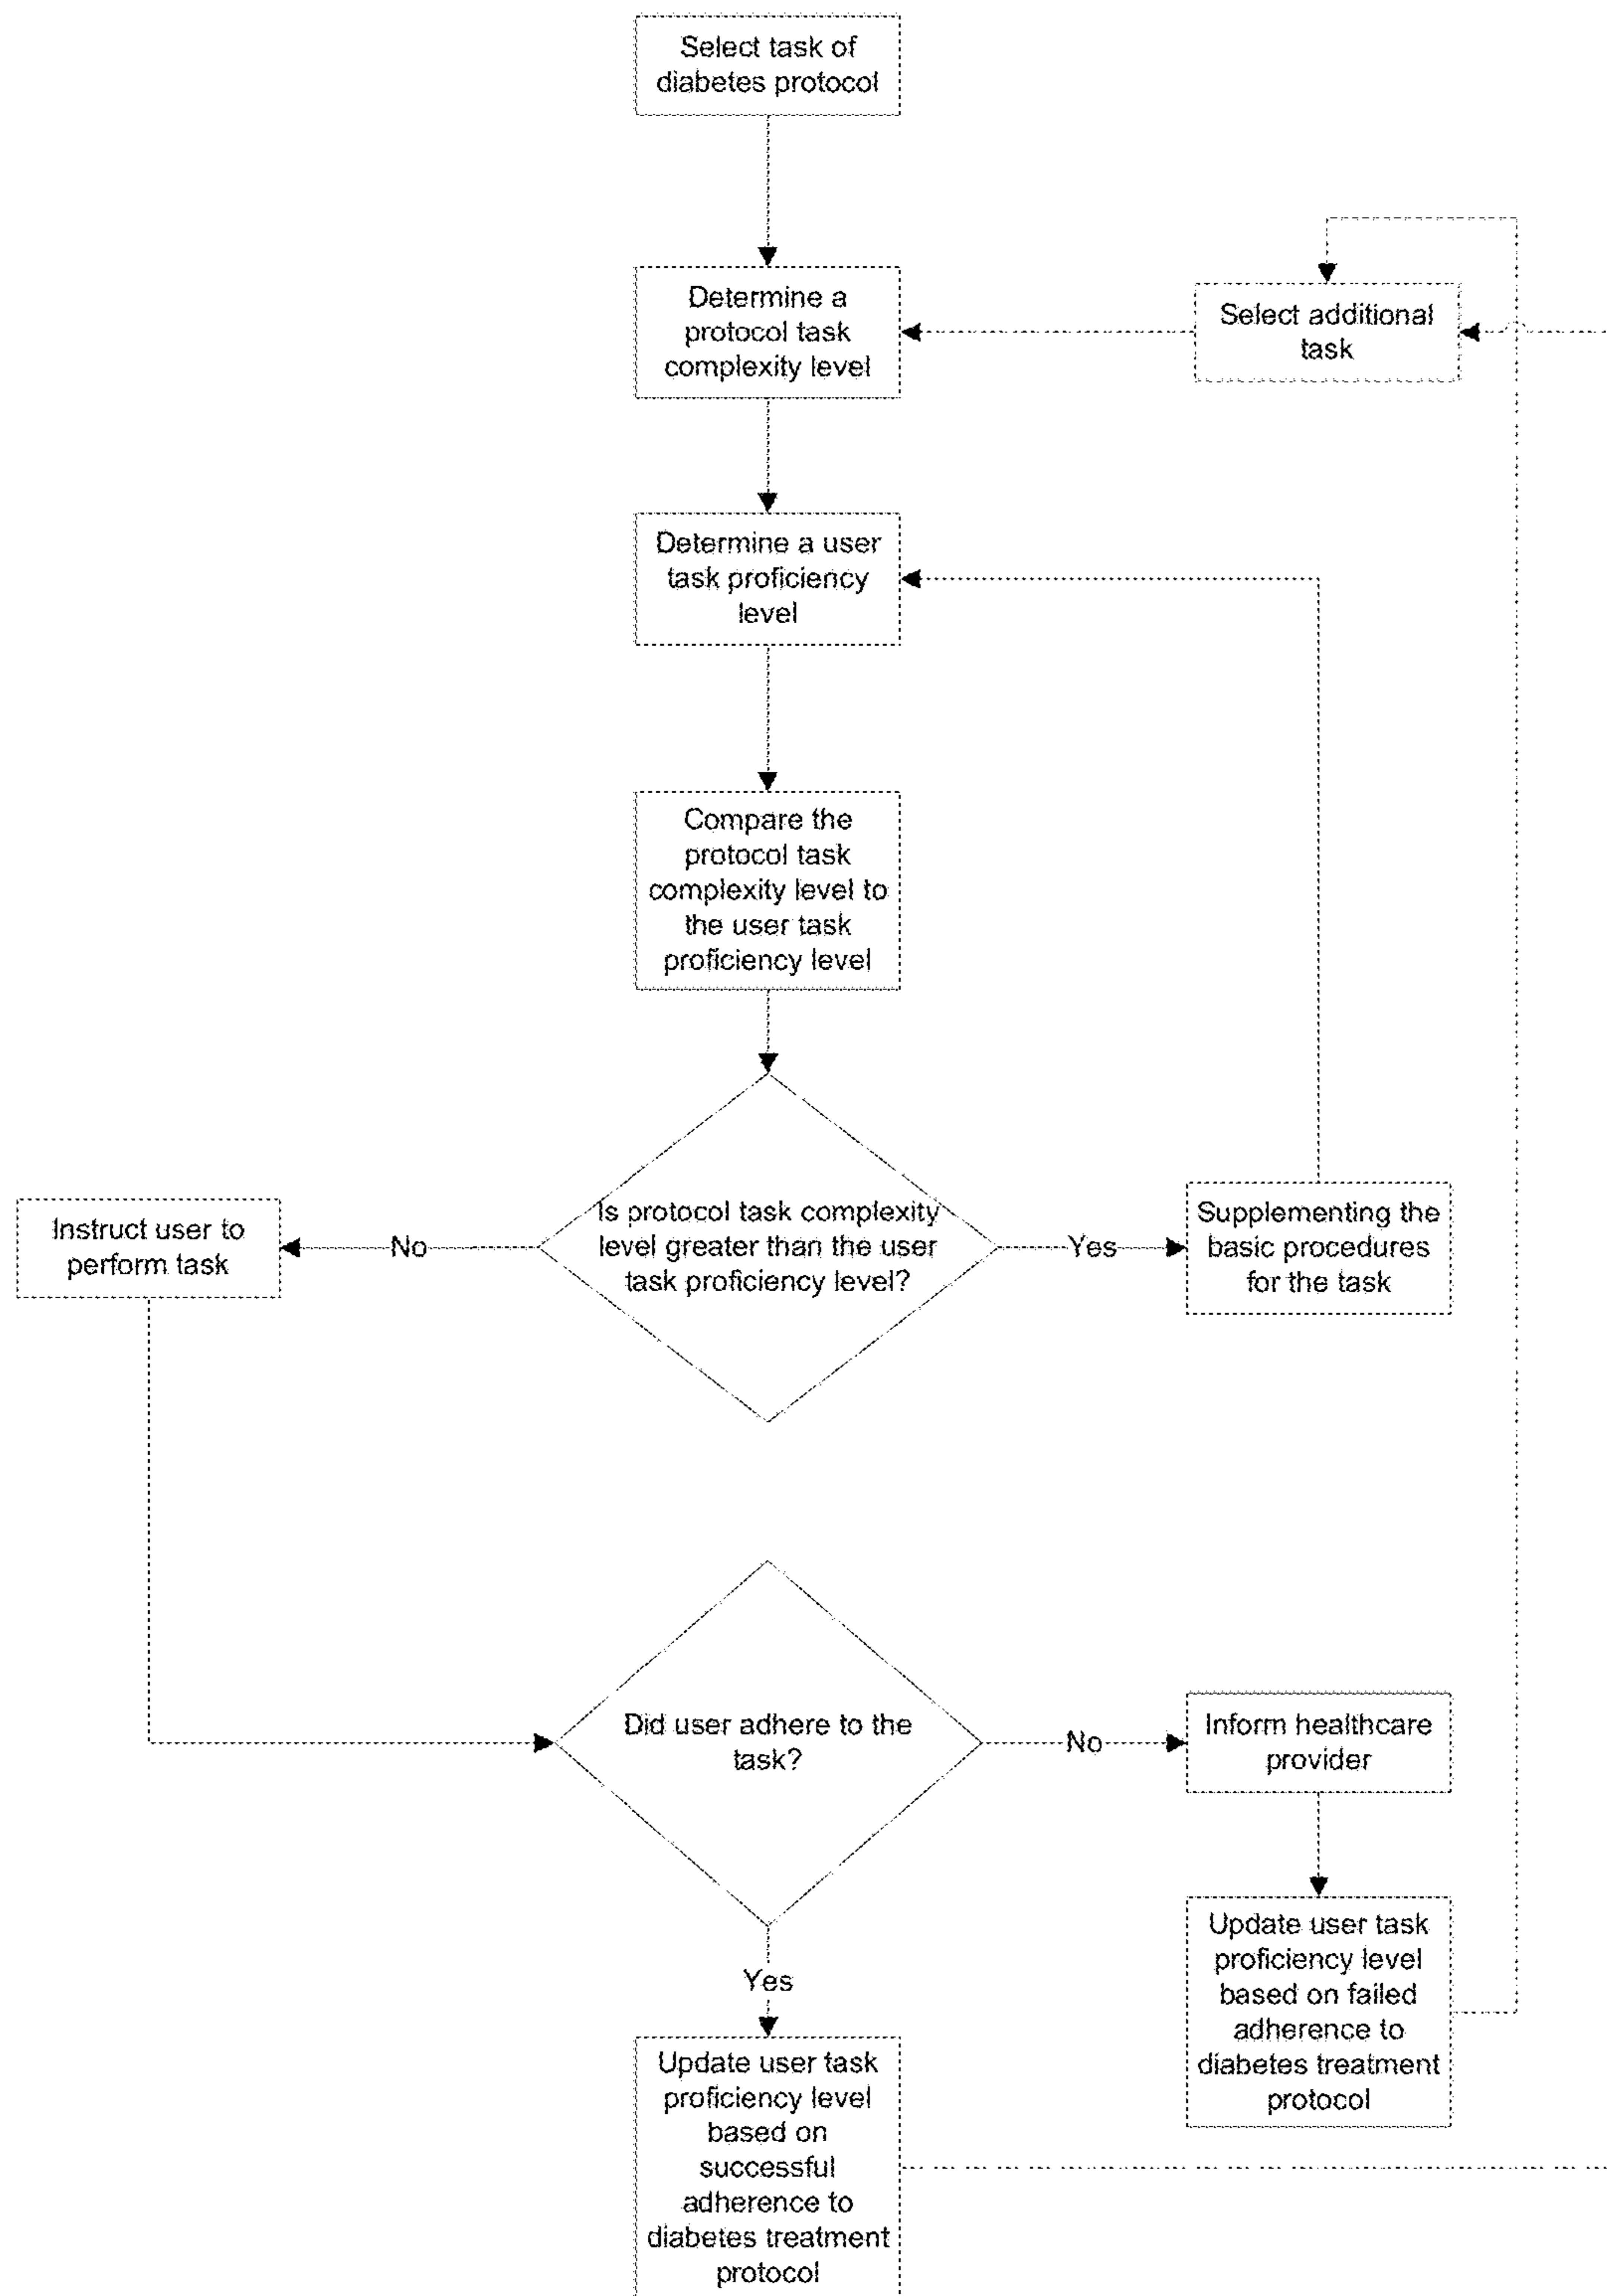 Select task of
diabetes protocol
Determine a
protocol task
complexity level
Select additional
task
Determine a user
task proficiency
level
Compare the
protocol task
complexity level to
the user task
proficiency level
Instruct user to
perform task
No
Is protocol task complexity
level greater than the user
task proficiency level?
Yes
Supplementing the
basic procedures
for the task
Did user adhere to the
task?
No
Inform healthcare
provider
Yes
Update user task
proficiency level
based on failed
adherence to
diabetes treatment
protocol
Update user task
proficiency level
based on
successful
adherence to
diabetes treatment
protocol